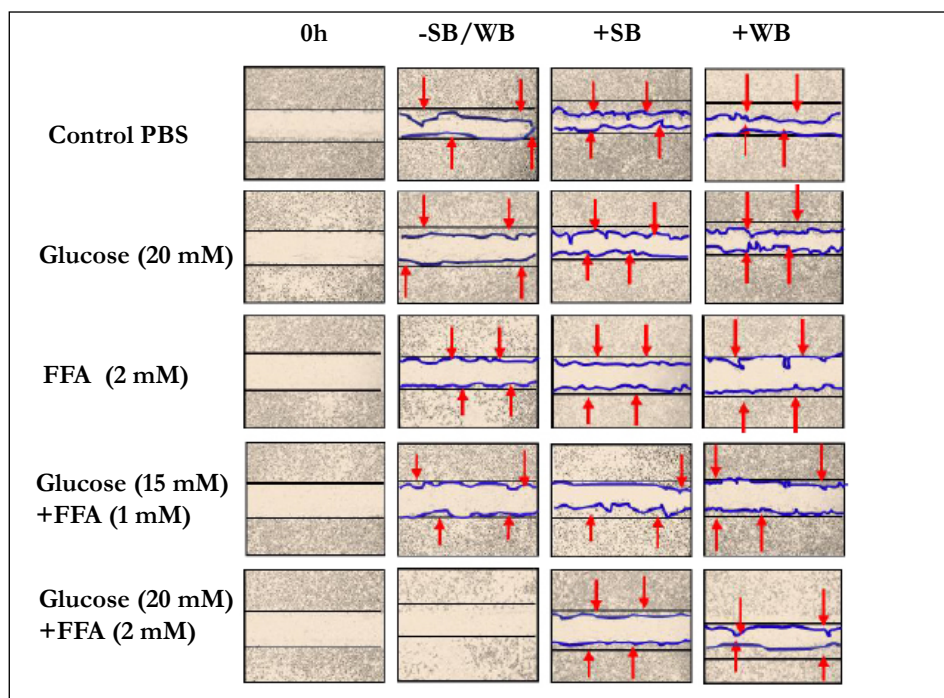 0h -SB/WB +SB +WB
Control PBS
Glucose (20 mM)
FFA (2 mM)
Glucose (15 mM)
+FFA (1 mM)
Glucose (20 mM)
+FFA (2 mM)